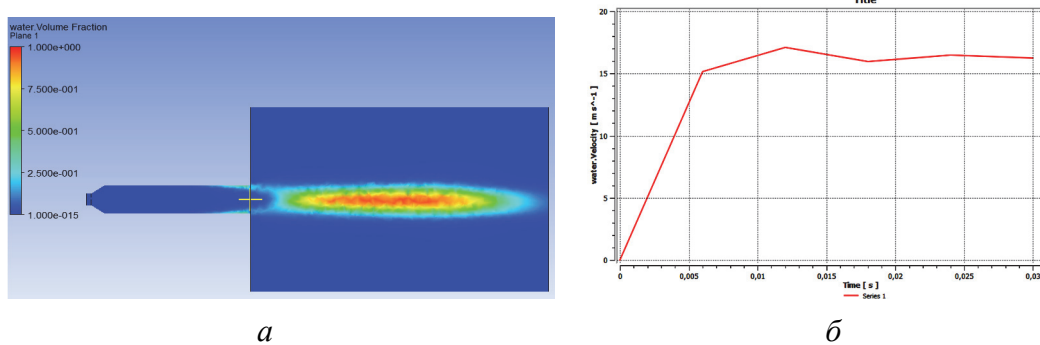 water.Volume Fraction
Plane 1
1.000e+000
7.500e-001
5.000e-001
2.500e-001
1.000e-015
а
Title
20
15
10
5
0
water.Velocity [ m s^-1 ]
0
0,005
0,01
0,015
0,02
0,025
0,03
Time [ s ]
Series 1
б